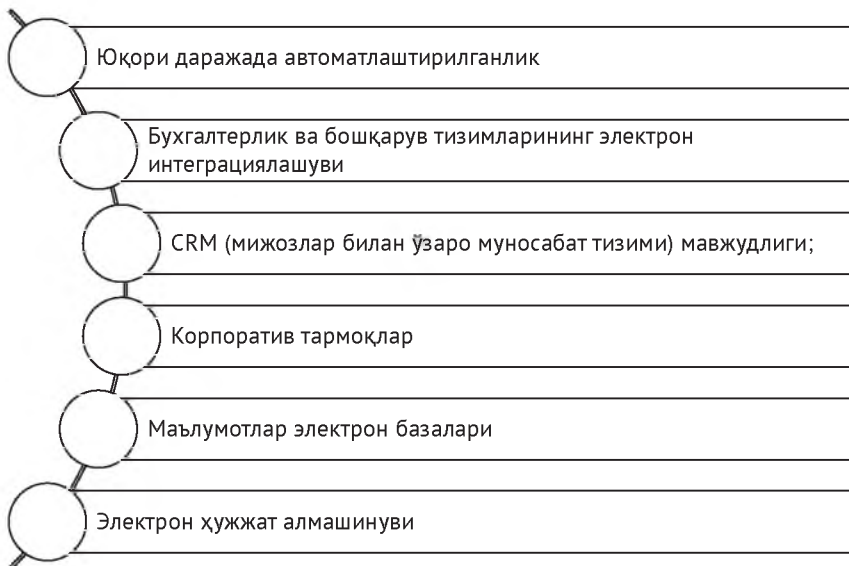 Юқори даражада автоматлаштирилганлик
Бухгалтерлик ва бошқарув тизимларининг электрон
интеграциялашуви
CRM (мижозлар билан ўзаро муносабат тизими) мавжудлиги;
Корпоратив тармоқлар
Маълумотлар электрон базалари
Электрон ҳужжат алмашинуви